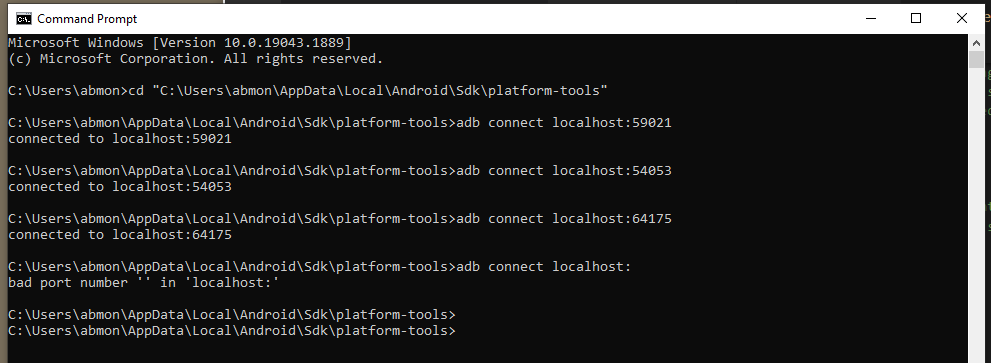 Command Prompt
Microsoft Windows [Version 10.0.19043.1889]
(c) Microsoft Corporation. All rights reserved.
C:\Users\abmon>cd "C:\Users\abmon\AppData\Local\Android\Sdk\platform-tools"
C:\Users\abmon\AppData\Local\Android\Sdk\platform-tools>adb connect localhost:59021
connected to localhost:59021
C:\Users\abmon\AppData\Local\Android\Sdk\platform-tools>adb connect localhost:54053
connected to localhost:54053
C:\Users\abmon\AppData\Local\Android\Sdk\platform-tools>adb connect localhost:64175
connected to localhost:64175
C:\Users\abmon\AppData\Local\Android\Sdk\platform-tools>adb connect localhost:
bad port number '' in 'localhost:'
C:\Users\abmon\AppData\Local\Android\Sdk\platform-tools>
C:\Users\abmon\AppData\Local\Android\Sdk\platform-tools>